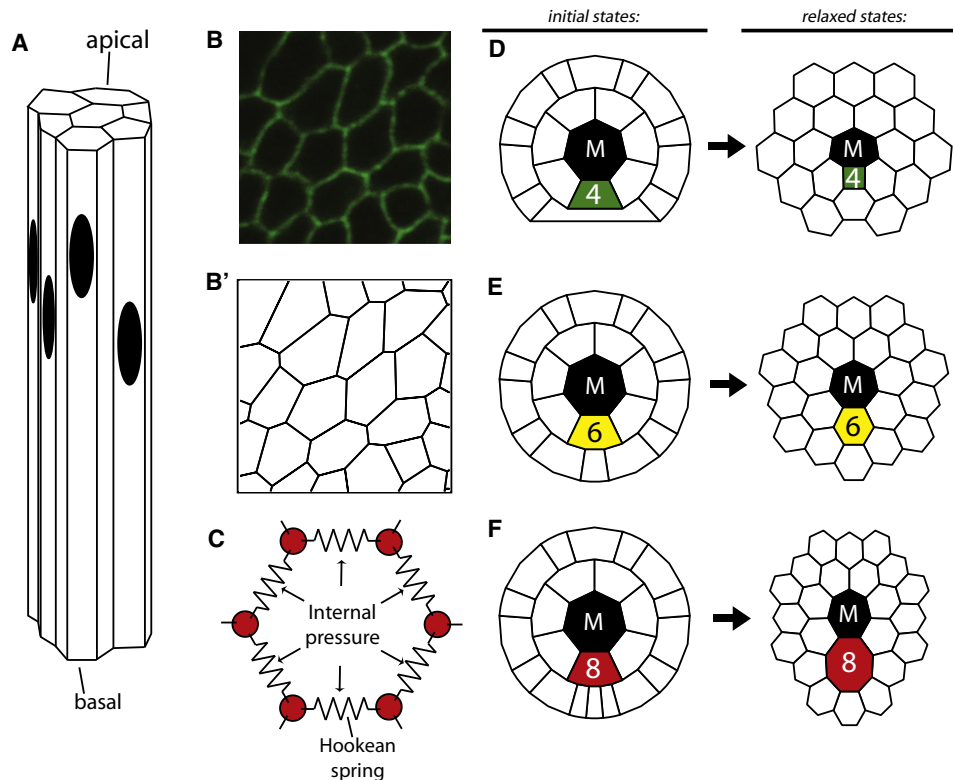 initial states:
relaxed states:
A
apical
basal
B
B'
C
Internal
pressure
Hookean
spring
D
M
4
M
4
E
M
6
M
6
F
M
8
M
8